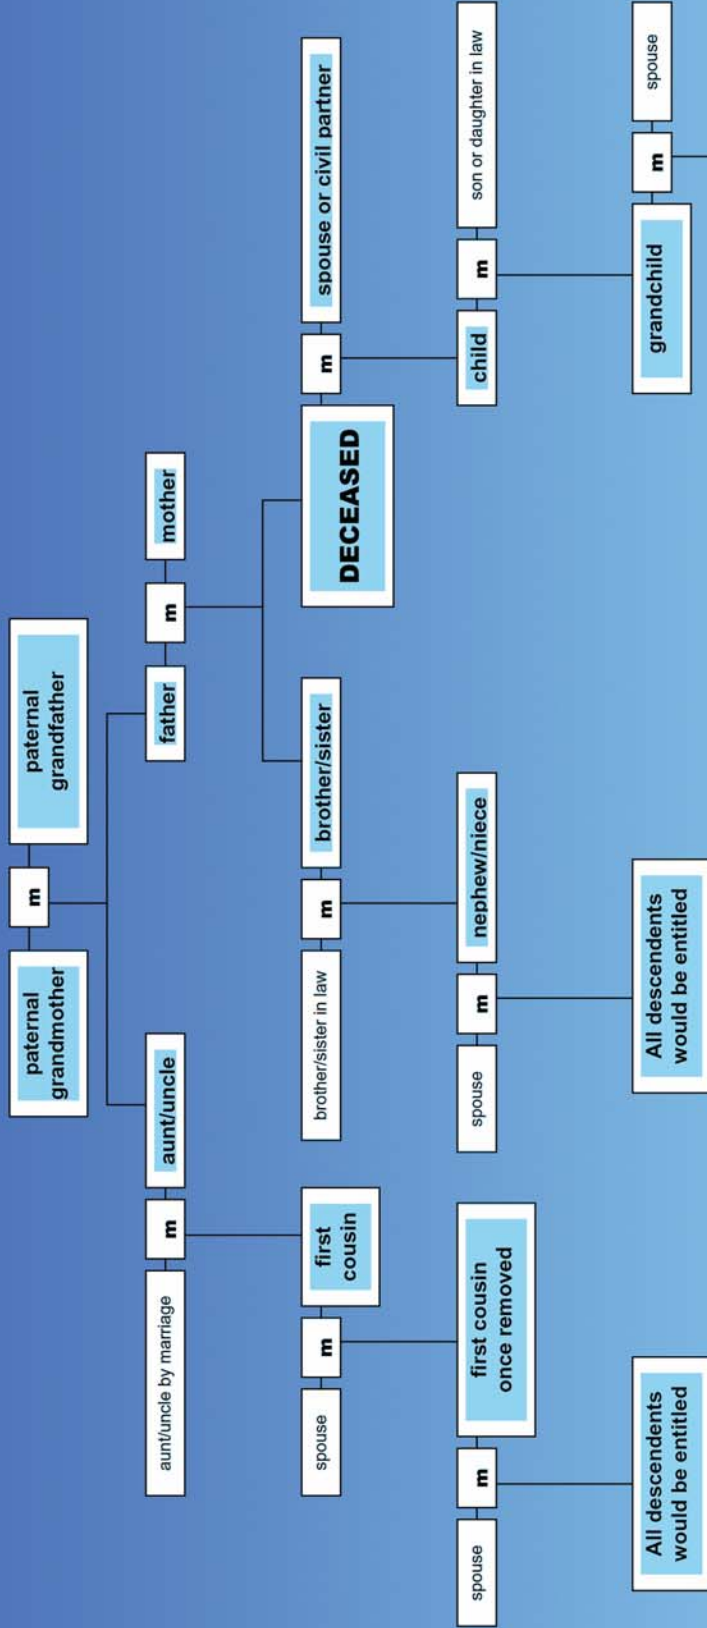 paternal
grandmother
m
paternal
grandfather
aunt/uncle by marriage
m
aunt/uncle
father
m
mother
spouse
m
first
cousin
brother/sister in law
m
brother/sister
DECEASED
m
spouse or civil partner
spouse
m
first cousin
once removed
spouse
m
nephew/niece
child
m
son or daughter in law
All descendents
would be entitled
All descendents
would be entitled
grandchild
m
spouse